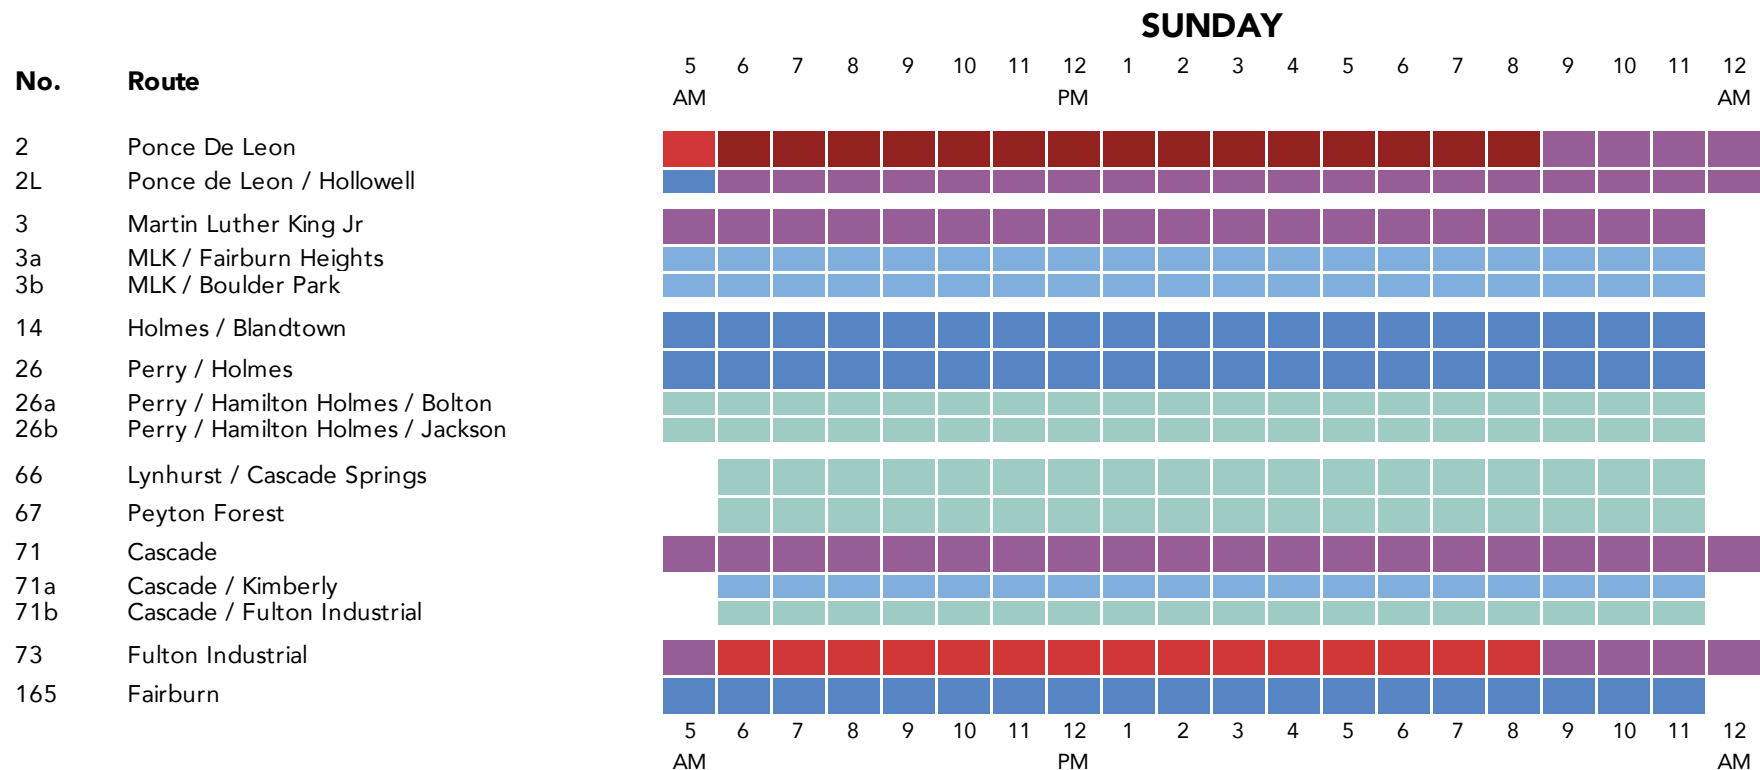 SUNDAY
No. Route 5 6 7 8 9 10 11 12 1 2 3 4 5 6 7 8 9 10 11 12
AM PM AM
2 Ponce De Leon
2L Ponce de Leon / Hollowell
3 Martin Luther King Jr
3a MLK / Fairburn Heights
3b MLK / Boulder Park
14 Holmes / Blandtown
26 Perry / Holmes
26a Perry / Hamilton Holmes / Bolton
26b Perry / Hamilton Holmes / Jackson
66 Lynhurst / Cascade Springs
67 Peyton Forest
71 Cascade
71a Cascade / Kimberly
71b Cascade / Fulton Industrial
73 Fulton Industrial
165 Fairburn
5 6 7 8 9 10 11 12 1 2 3 4 5 6 7 8 9 10 11 12
AM PM AM